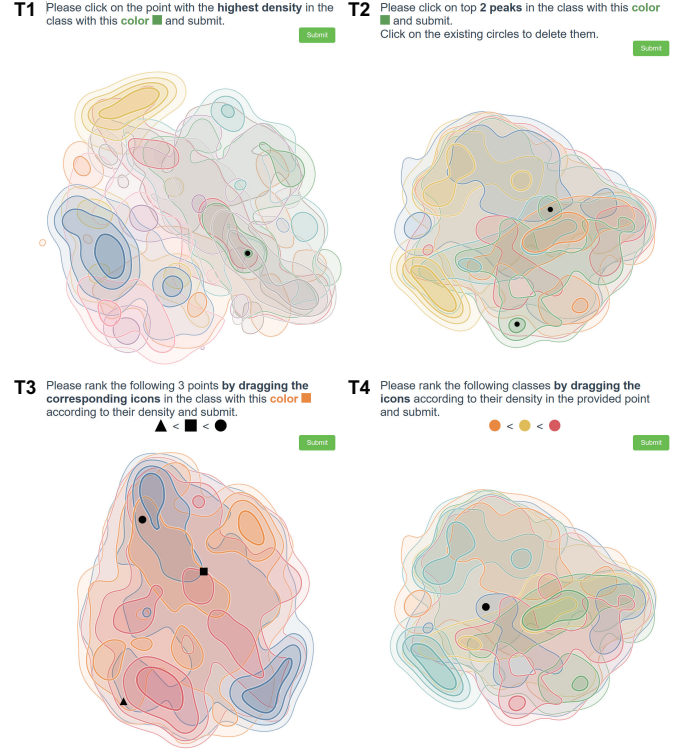 T1 Please click on the point with the highest density in the
class with this color and submit.
Submit
T2 Please click on top 2 peaks in the class with this color
and submit.
Click on the existing circles to delete them.
Submit
T3 Please rank the following 3 points by dragging the
corresponding icons in the class with this color
according to their density and submit.
< <
Submit
T4 Please rank the following classes by dragging the
icons according to their density in the provided point
and submit.
< <
Submit